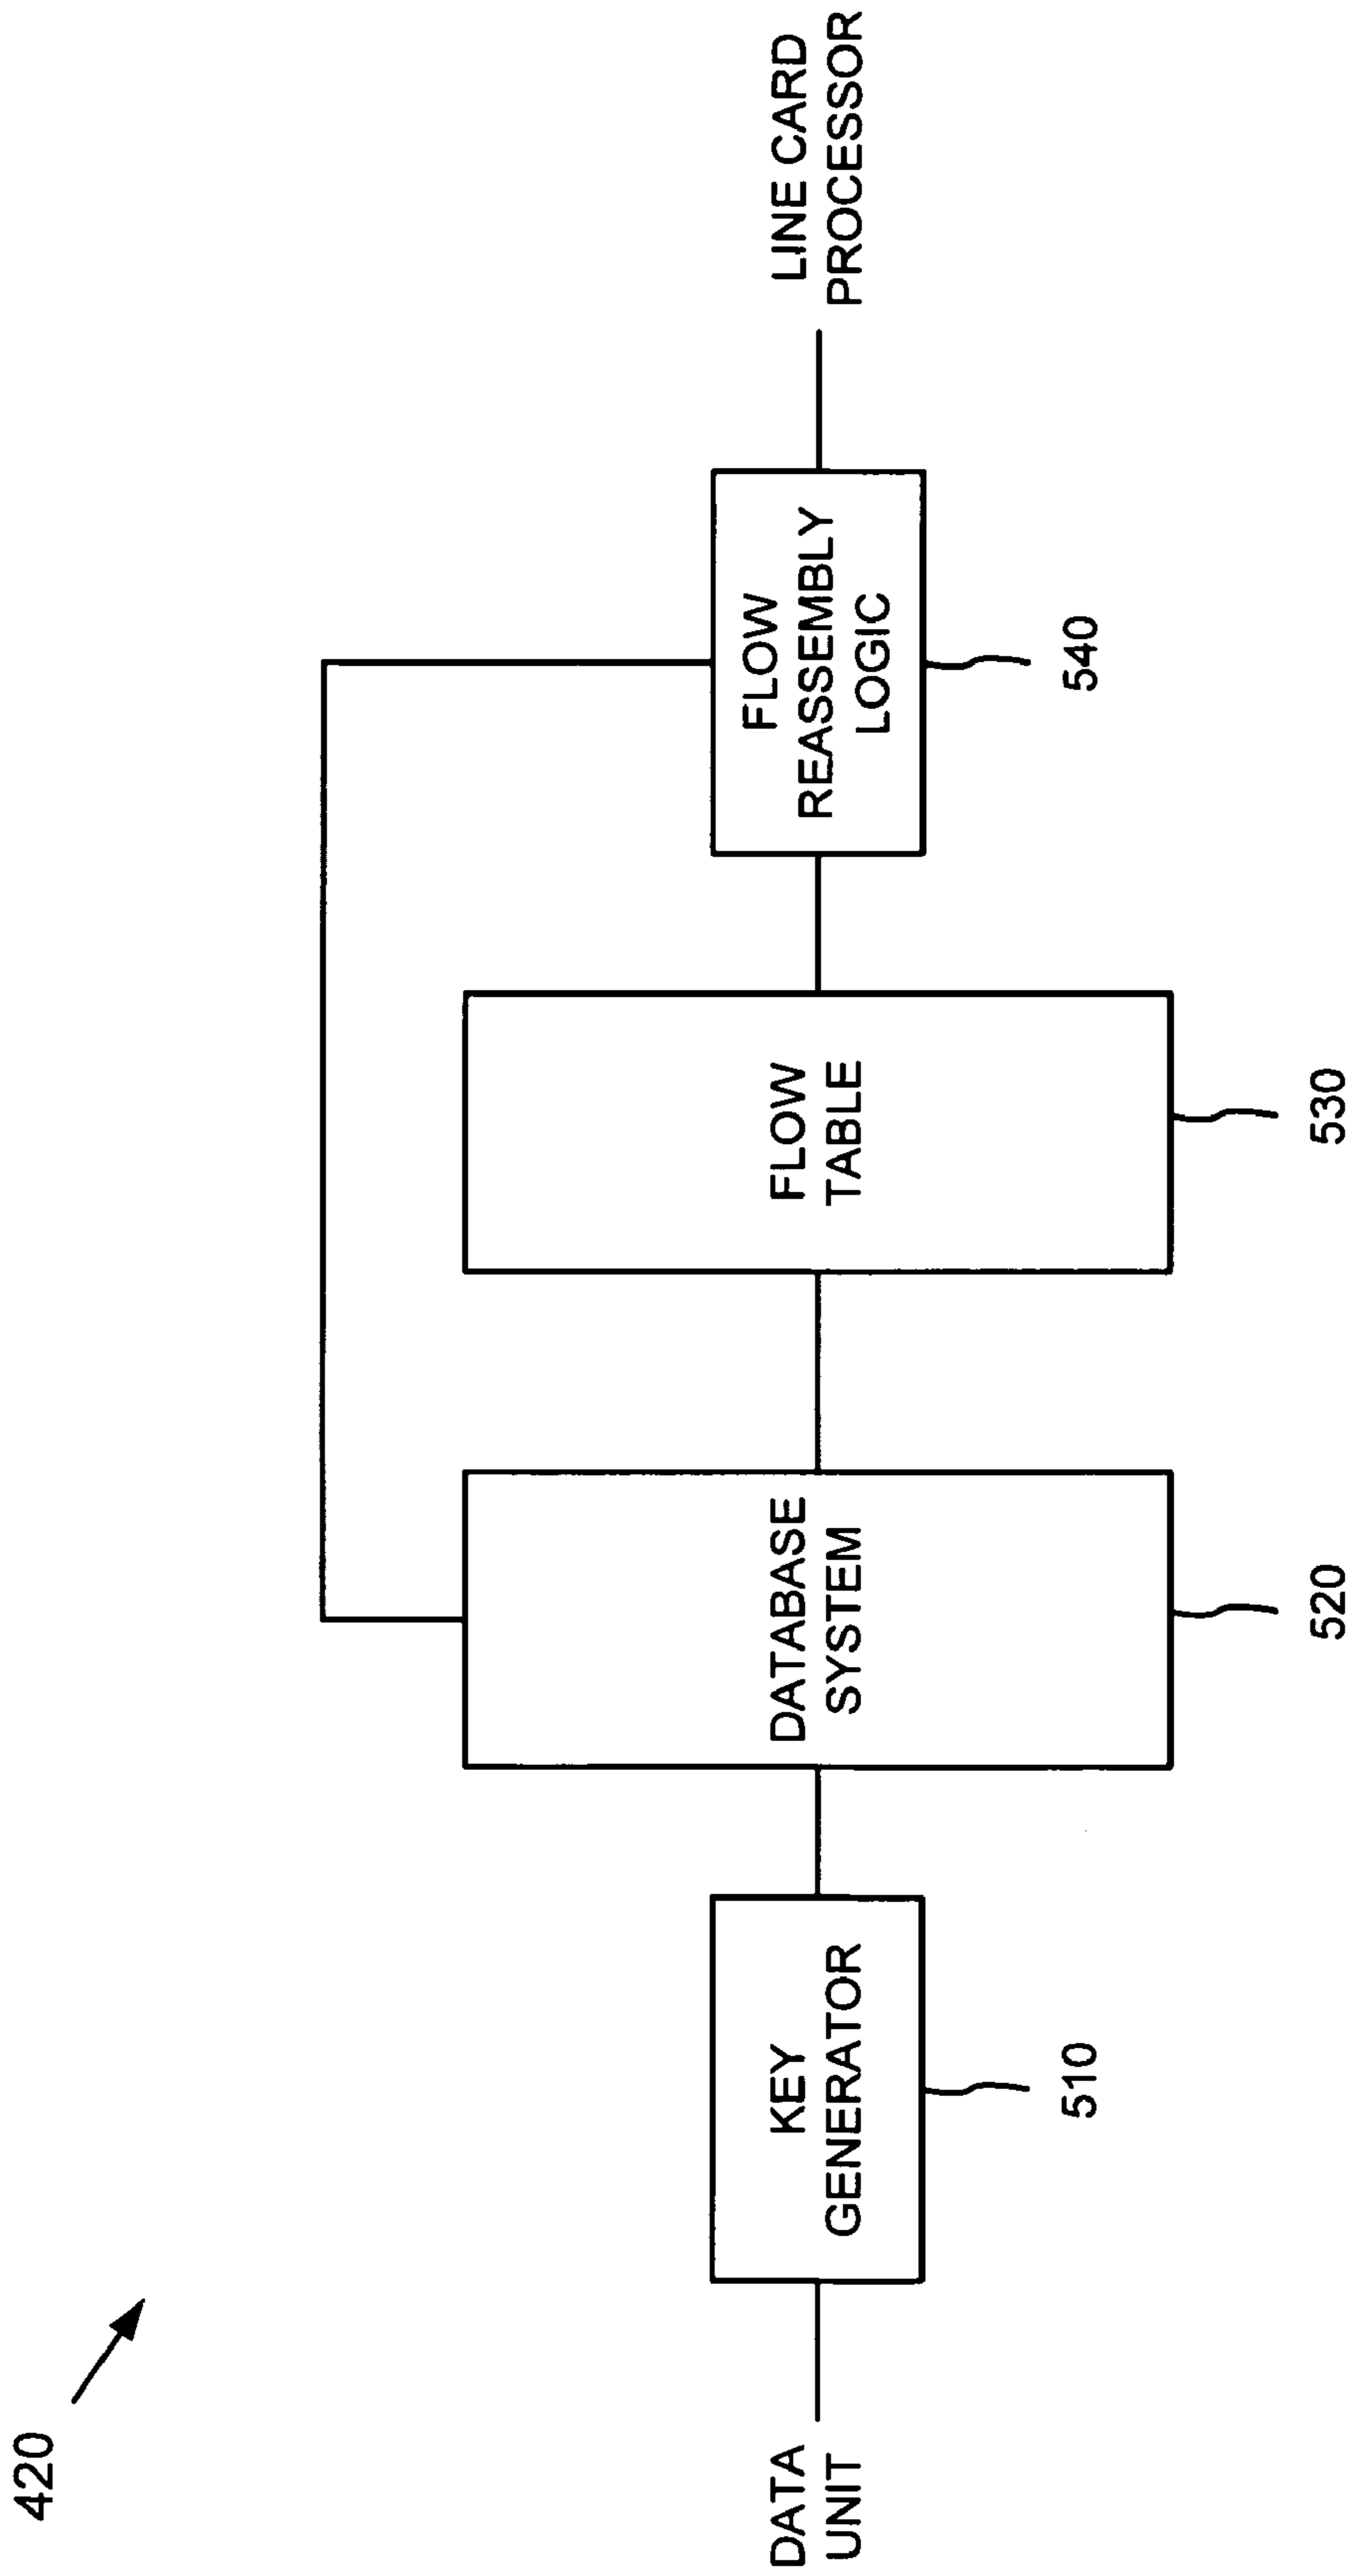 420
DATA
UNIT
KEY
GENERATOR
510
DATABASE
SYSTEM
520
FLOW
TABLE
530
FLOW
REASSEMBLY
LOGIC
540
LINE CARD
PROCESSOR